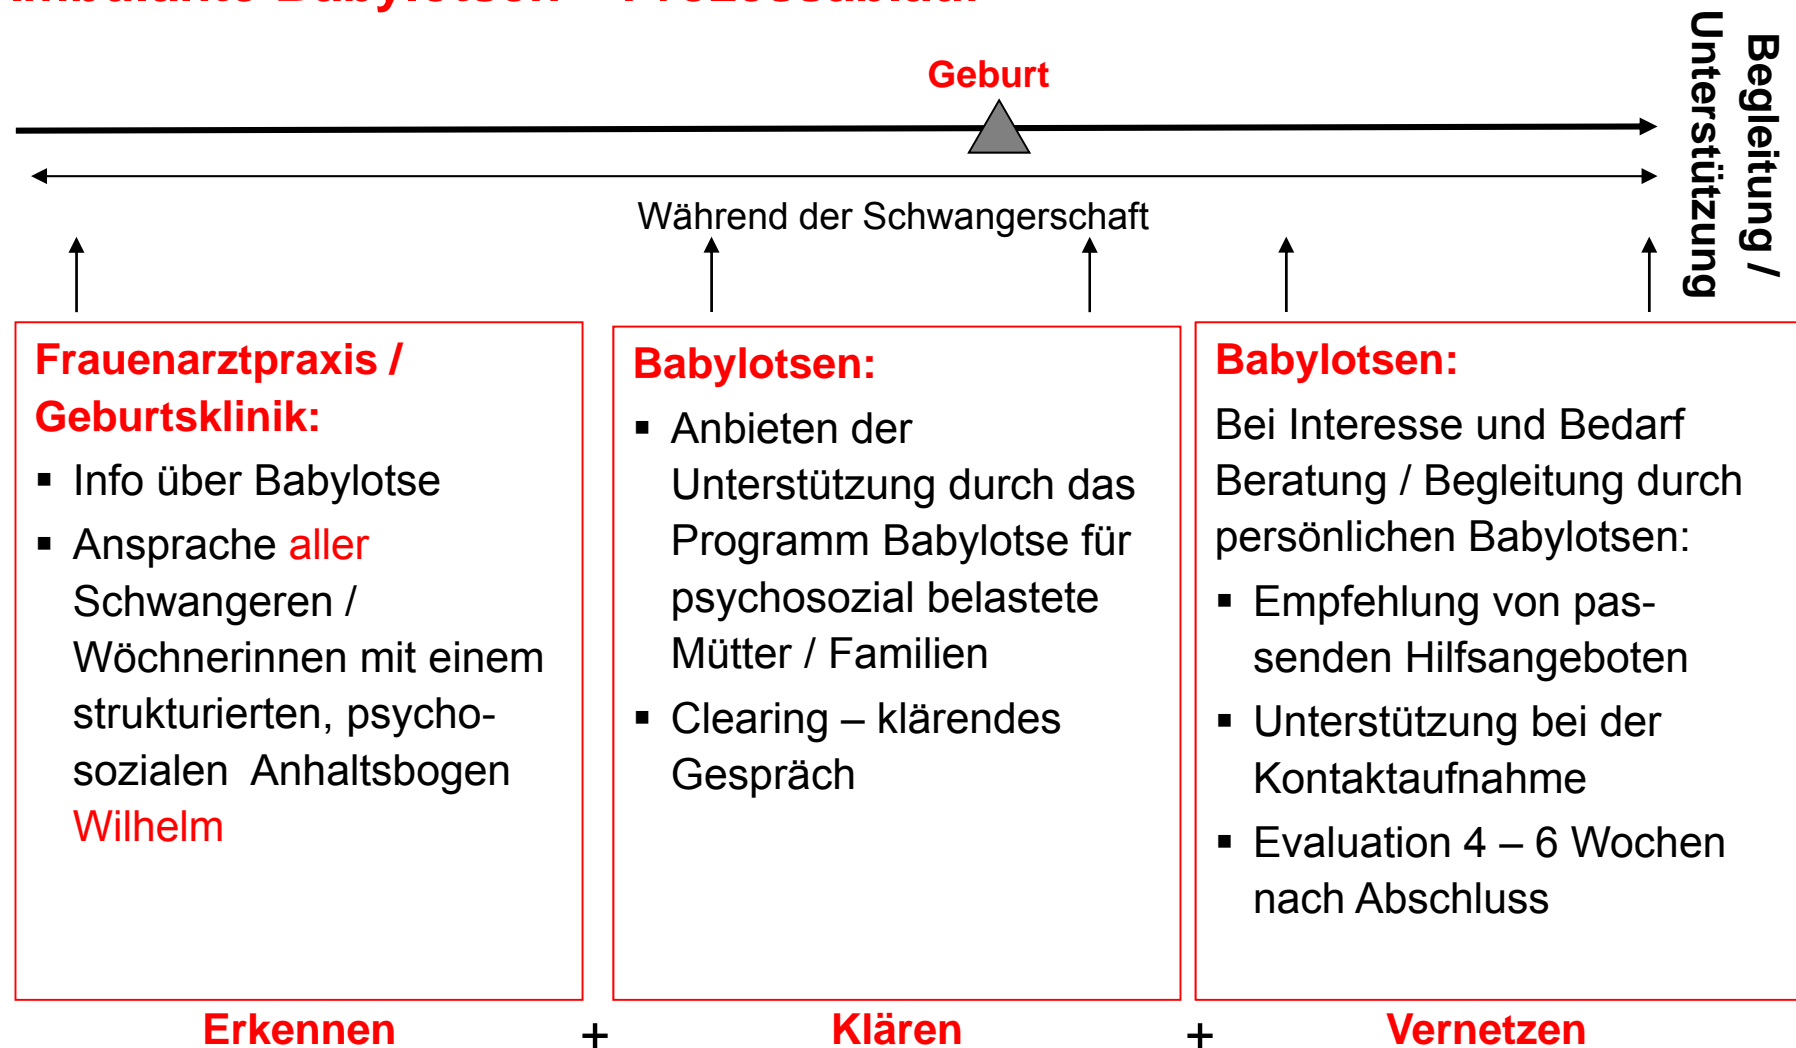 Babylotsen – Prozessablauf
Geburt
Begleitung /
Unterstützung
Während der Schwangerschaft
Frauenarztpraxis /
Geburtsklinik:
▪ Info über Babylotse
▪ Ansprache aller
Schwangeren /
Wöchnerinnen mit einem
strukturierten, psycho-
sozialen Anhaltsbogen
Wilhelm
Babylotsen:
▪ Anbieten der
Unterstützung durch das
Programm Babylotse für
psychosozial belastete
Mütter / Familien
▪ Clearing – klärendes
Gespräch
Babylotsen:
Bei Interesse und Bedarf
Beratung / Begleitung durch
persönlichen Babylotsen:
▪ Empfehlung von pas-
senden Hilfsangeboten
▪ Unterstützung bei der
Kontaktaufnahme
▪ Evaluation 4 – 6 Wochen
nach Abschluss
Erkennen + Klären + Vernetzen